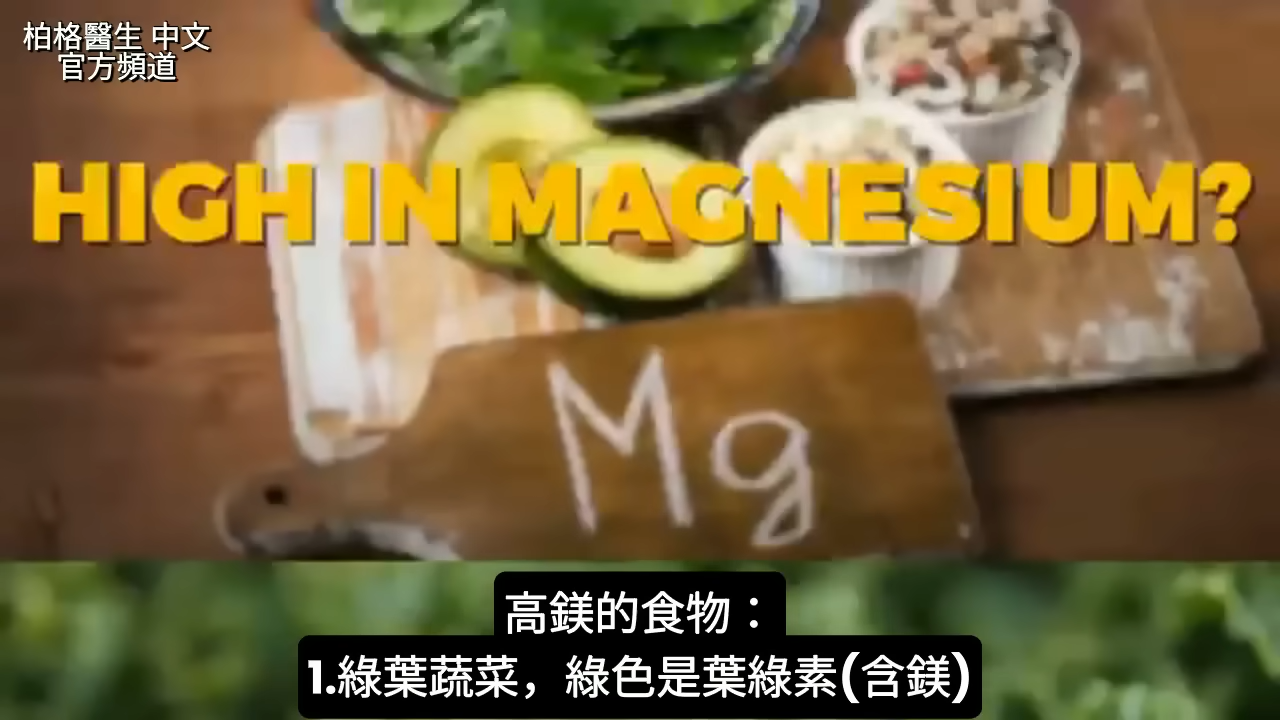 柏格醫生 中文
官方頻道
HIGH IN MAGNESIUM?
Mg
高鎂的食物：
1.綠葉蔬菜，綠色是葉綠素(含鎂)